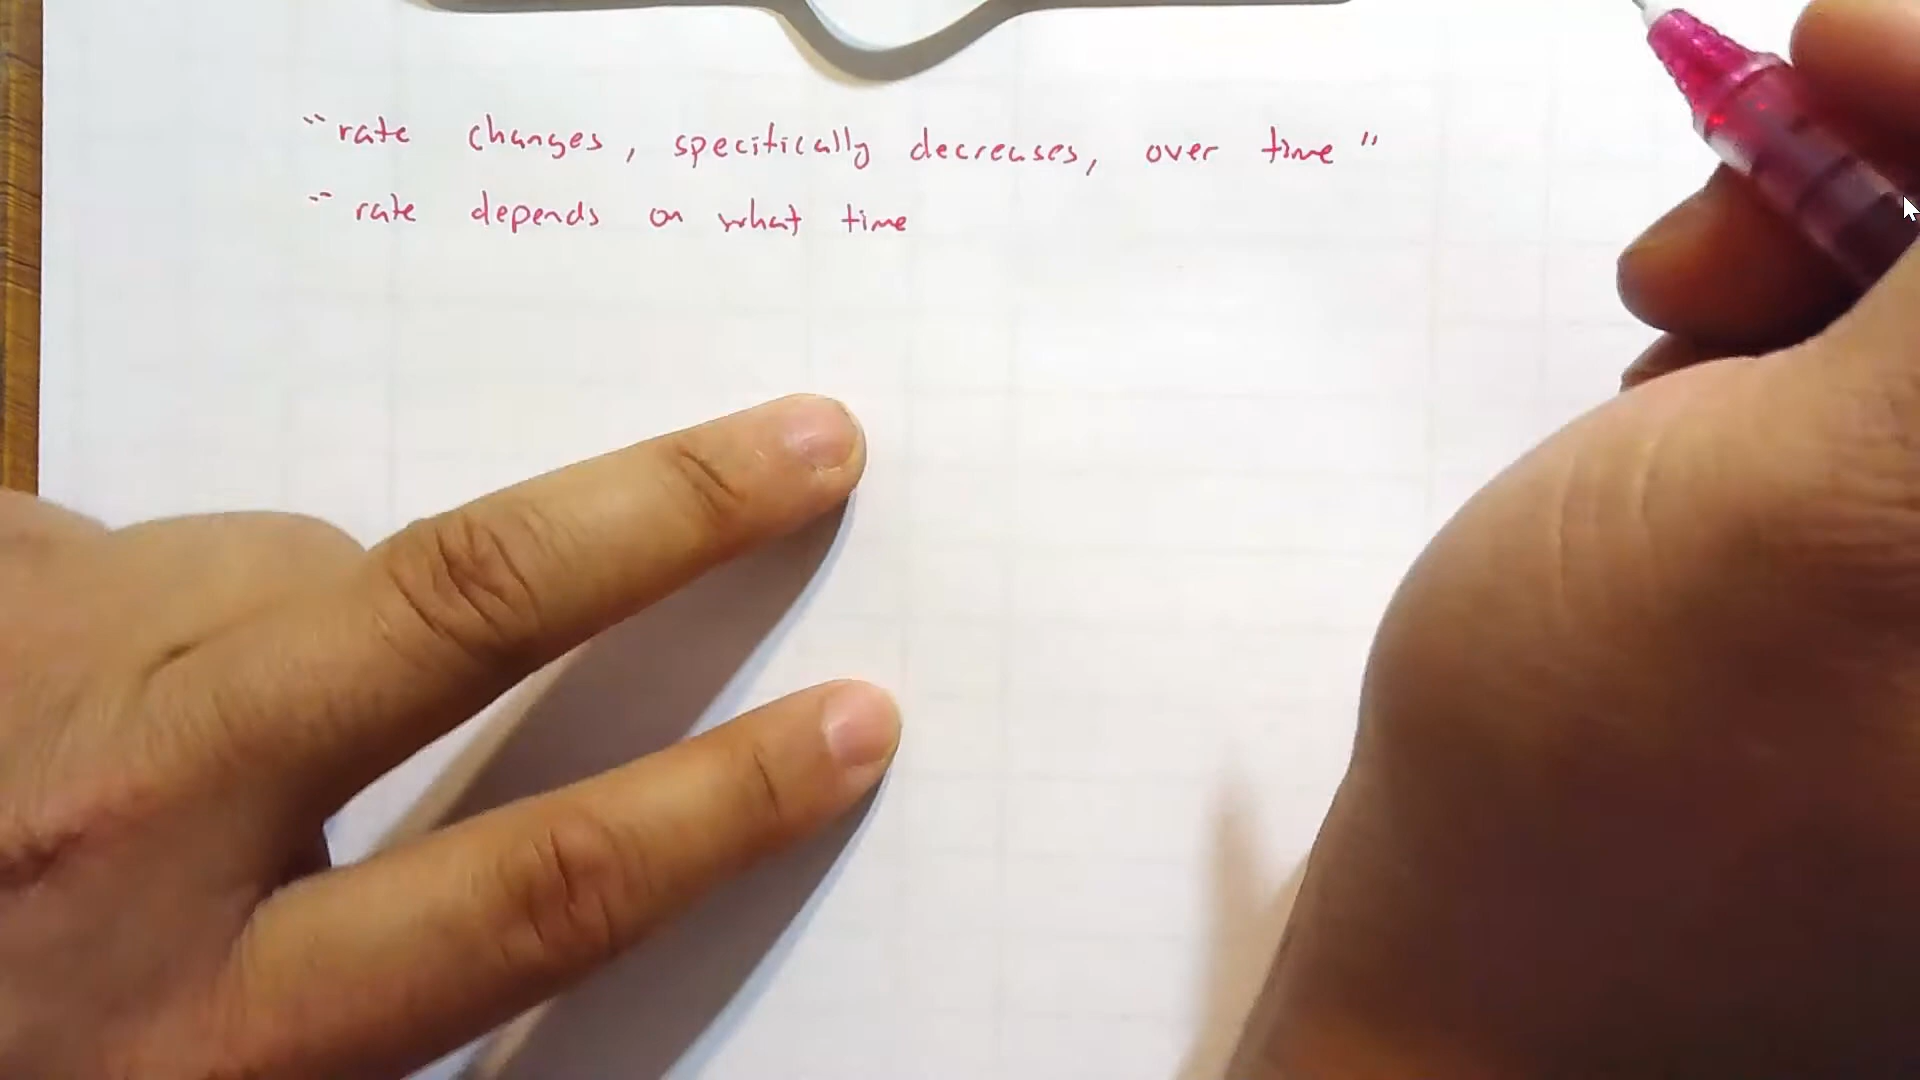 "rate changes, specifically decreases, over time"
" rate depends on what time